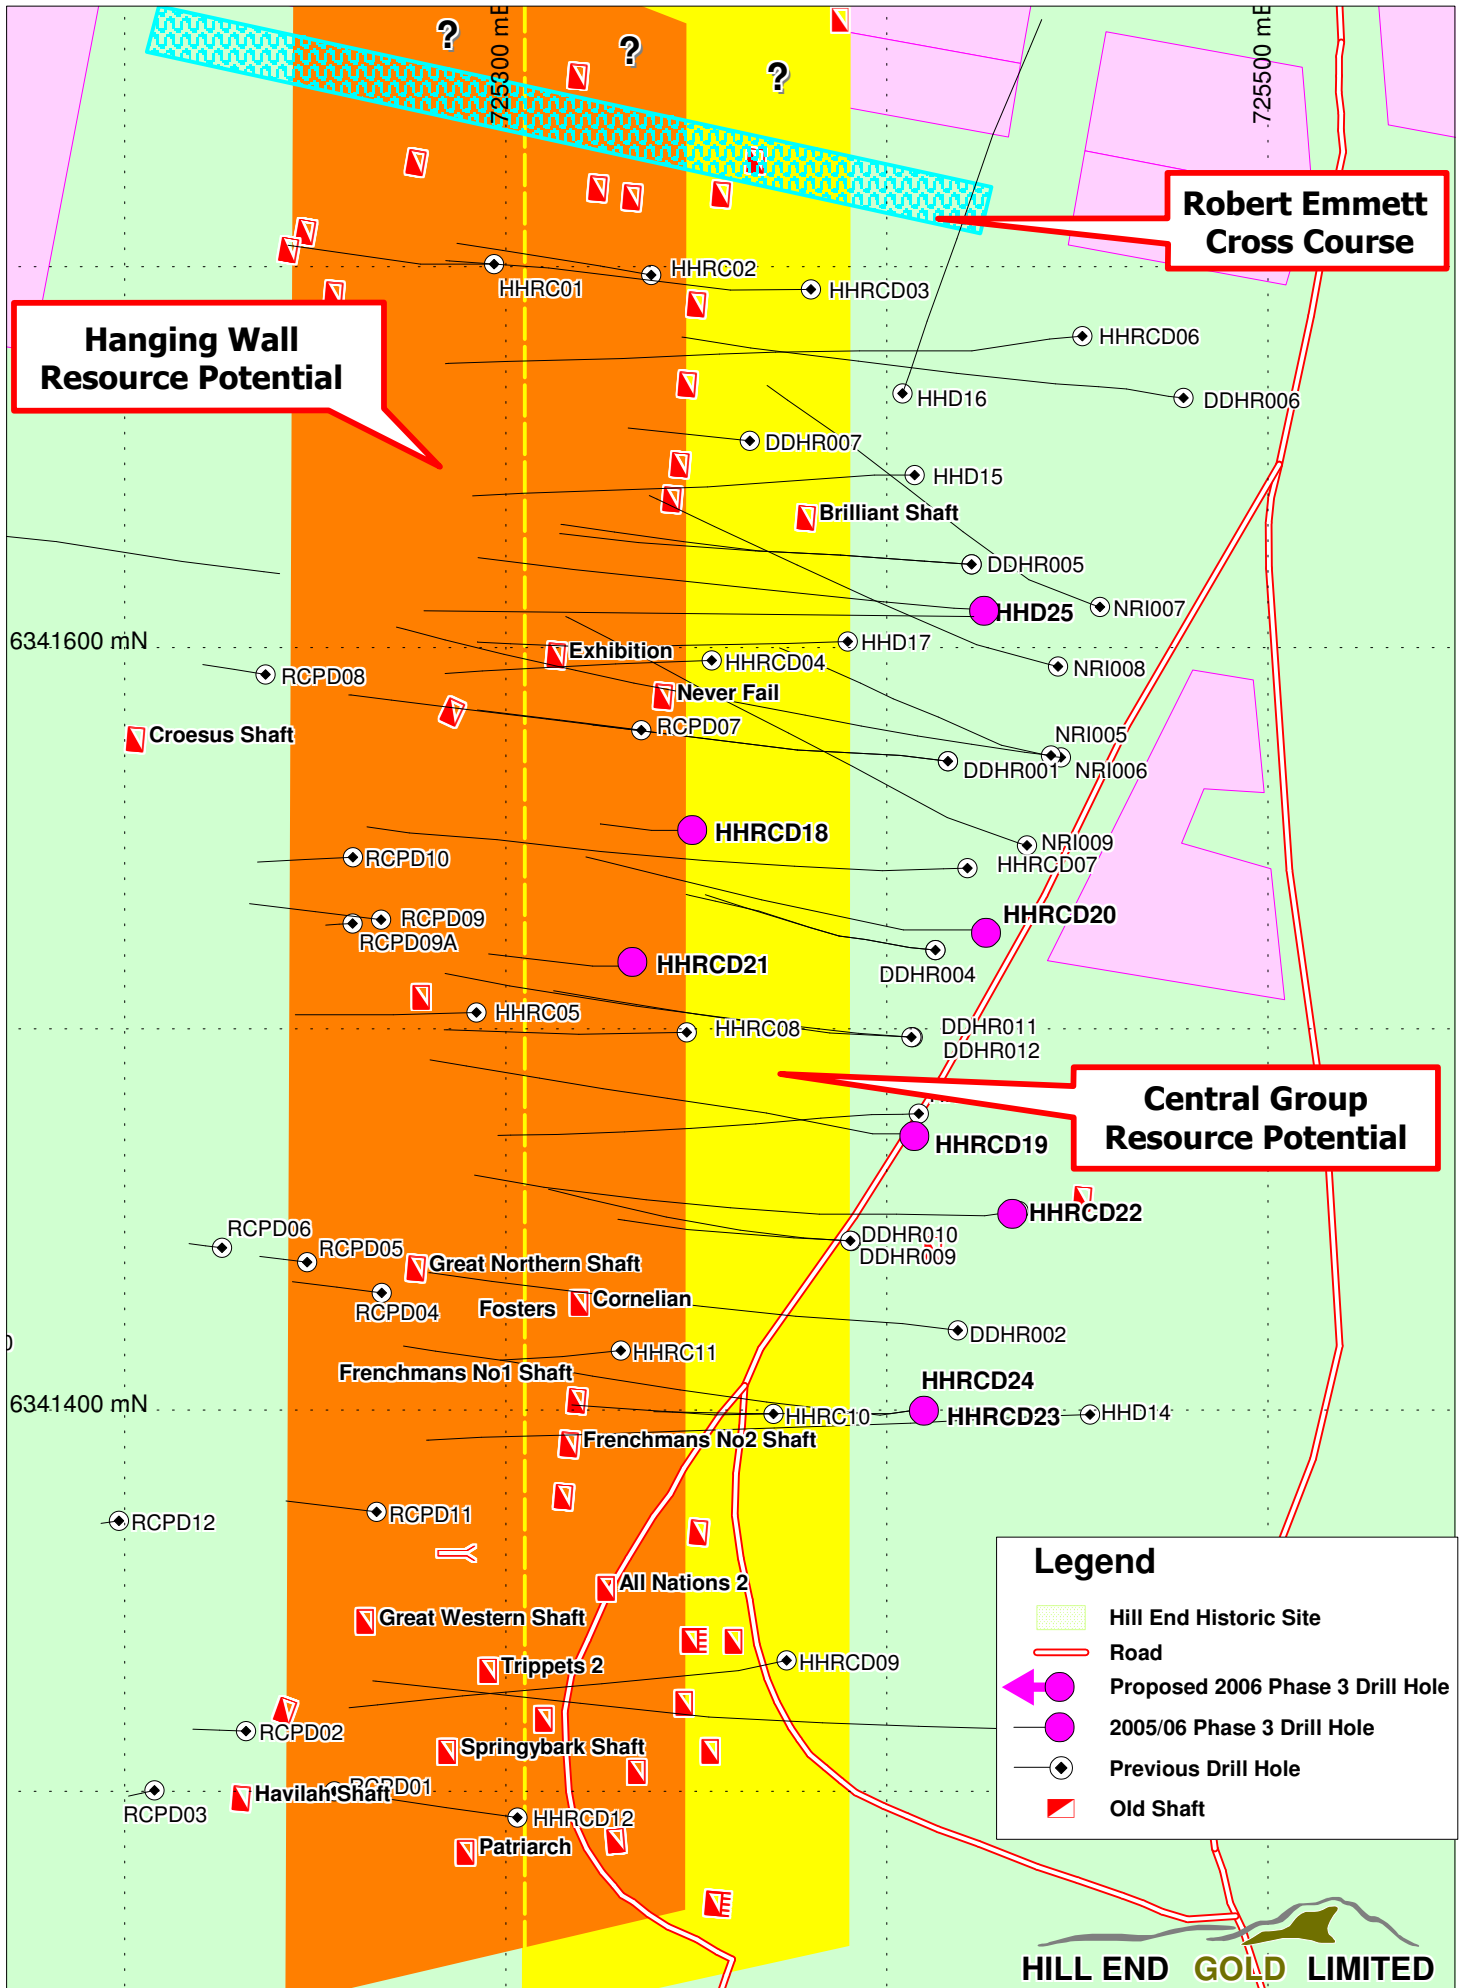 ?
?
?
725300 mE
725500 mE
Robert Emmett
Cross Course
HHRC01
HHRC02
HHRCD03
Hanging Wall
Resource Potential
HHRCD06
HHD16
DDHR006
DDHR007
HHD15
Brilliant Shaft
DDHR005
HHD25
NRI007
6341600 mN
Exhibition
HHD17
HHRCD04
NRI008
RCPD08
Never Fail
Croesus Shaft
RCPD07
NRI005
DDHR001
NRI006
HHRCD18
NRI009
RCPD10
HHRCD07
RCPD09
HHRCD20
RCPD09A
HHRCD21
DDHR004
HHRC05
HHRC08
DDHR011
DDHR012
Central Group
Resource Potential
HHRCD19
HHRCD22
RCPD06
RCPD05
DDHR010
DDHR009
Great Northern Shaft
RCPD04
Fosters
Cornelian
DDHR002
HHRC11
Frenchmans No1 Shaft
HHRCD24
6341400 mN
HHRC10
HHRCD23
HHD14
Frenchmans No2 Shaft
RCPD12
RCPD11
All Nations 2
Great Western Shaft
Trippets 2
HHRCD09
RCPD02
Springybark Shaft
RCPD01
Havilah Shaft
RCPD03
HHRCD12
Patriarch
Legend
Hill End Historic Site
Road
Proposed 2006 Phase 3 Drill Hole
2005/06 Phase 3 Drill Hole
Previous Drill Hole
Old Shaft
HILL END GOLD LIMITED